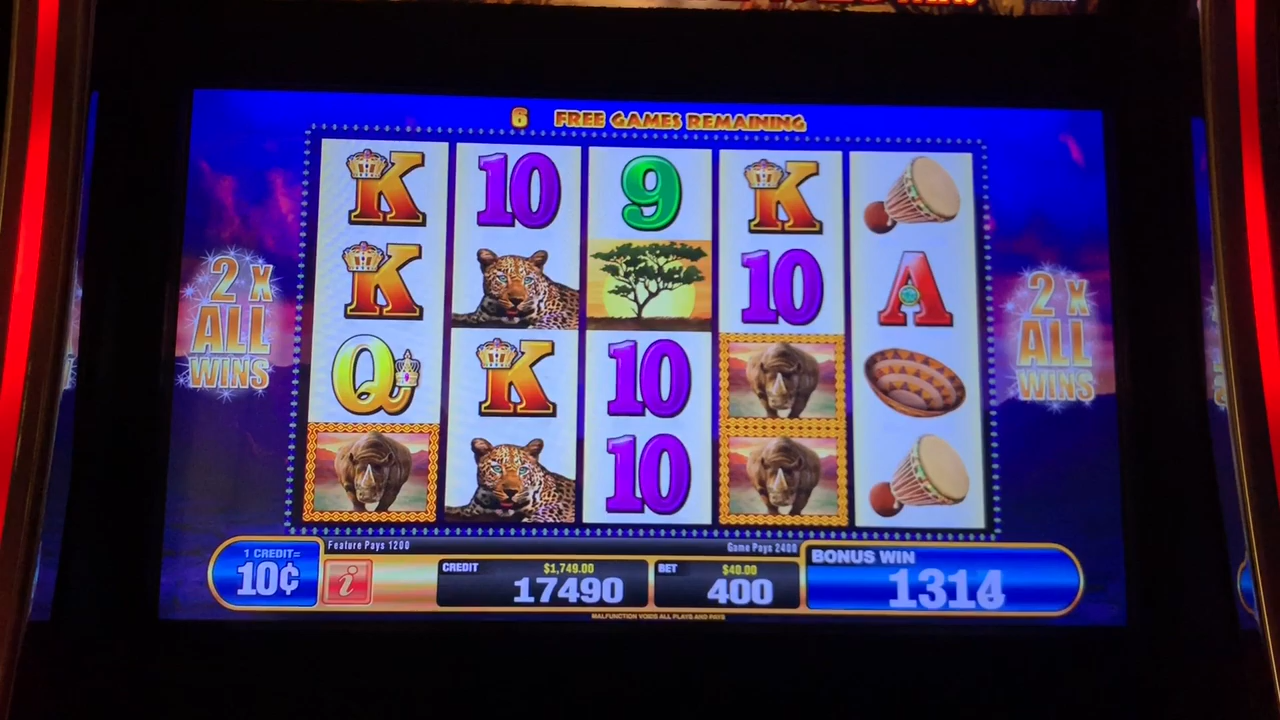 6 FREE GAMES REMAINING
K 10 9 K
K 10 A
Q K 10
10
2 X
ALL
WINS
2 X
ALL
WINS
Feature Pays 1200
Game Pays 2400
1 CREDIT=
10¢
i
CREDIT
$1,749.00
17490
BET
$40.00
400
BONUS WIN
1314
MALFUNCTION VOIDS ALL PLAYS AND PAYS